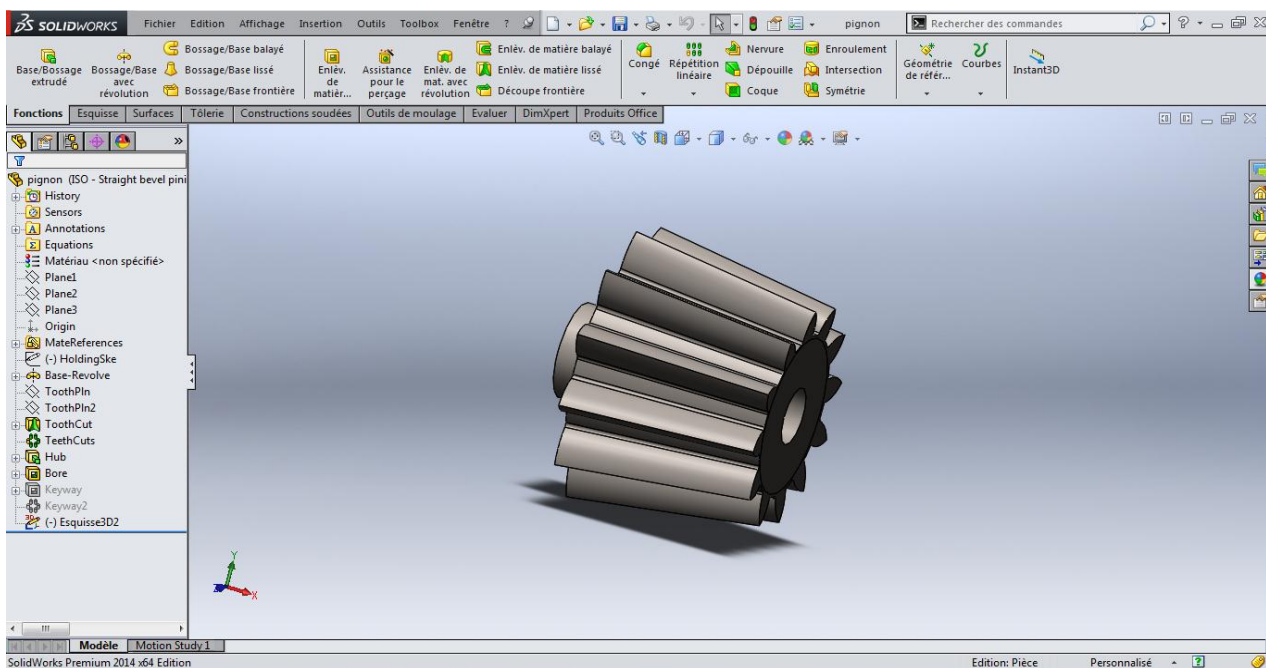 SOLIDWORKS Fichier Edition Affichage Insertion Outils Toolbox Fenêtre ? pignon Rechercher des commandes ?
Base/Bossage extrudé
Bossage/Base avec révolution
Bossage/Base balayé
Bossage/Base lissé
Bossage/Base frontière
Enlèv. de matièr...
Assistance pour le perçage
Enlèv. de mat. avec révolution
Enlèv. de matière balayé
Enlèv. de matière lissé
Découpe frontière
Congé
Répétition linéaire
Nervure
Dépouille
Coque
Enroulement
Intersection
Symétrie
Géométrie de référ...
Courbes
Instant3D
Fonctions Esquisse Surfaces Tôlerie Constructions soudées Outils de moulage Evaluer DimXpert Produits Office
»
pignon (ISO - Straight bevel pini
History
Sensors
Annotations
Equations
Matériau <non spécifié>
Plane1
Plane2
Plane3
Origin
MateReferences
(-) HoldingSke
Base-Revolve
ToothPln
ToothPln2
ToothCut
TeethCuts
Hub
Bore
Keyway
Keyway2
(-) Esquisse3D2
Y
X
Modèle Motion Study 1
SolidWorks Premium 2014 x64 Edition Edition: Pièce Personnalisé ?